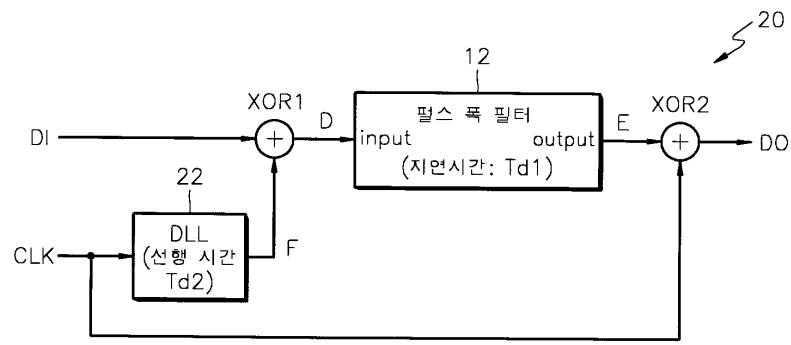 20
12
XOR1
펄스 폭 필터
XOR2
DI
D
input
output
E
DO
(지연시간: Td1)
22
DLL
(선행 시간
Td2)
F
CLK